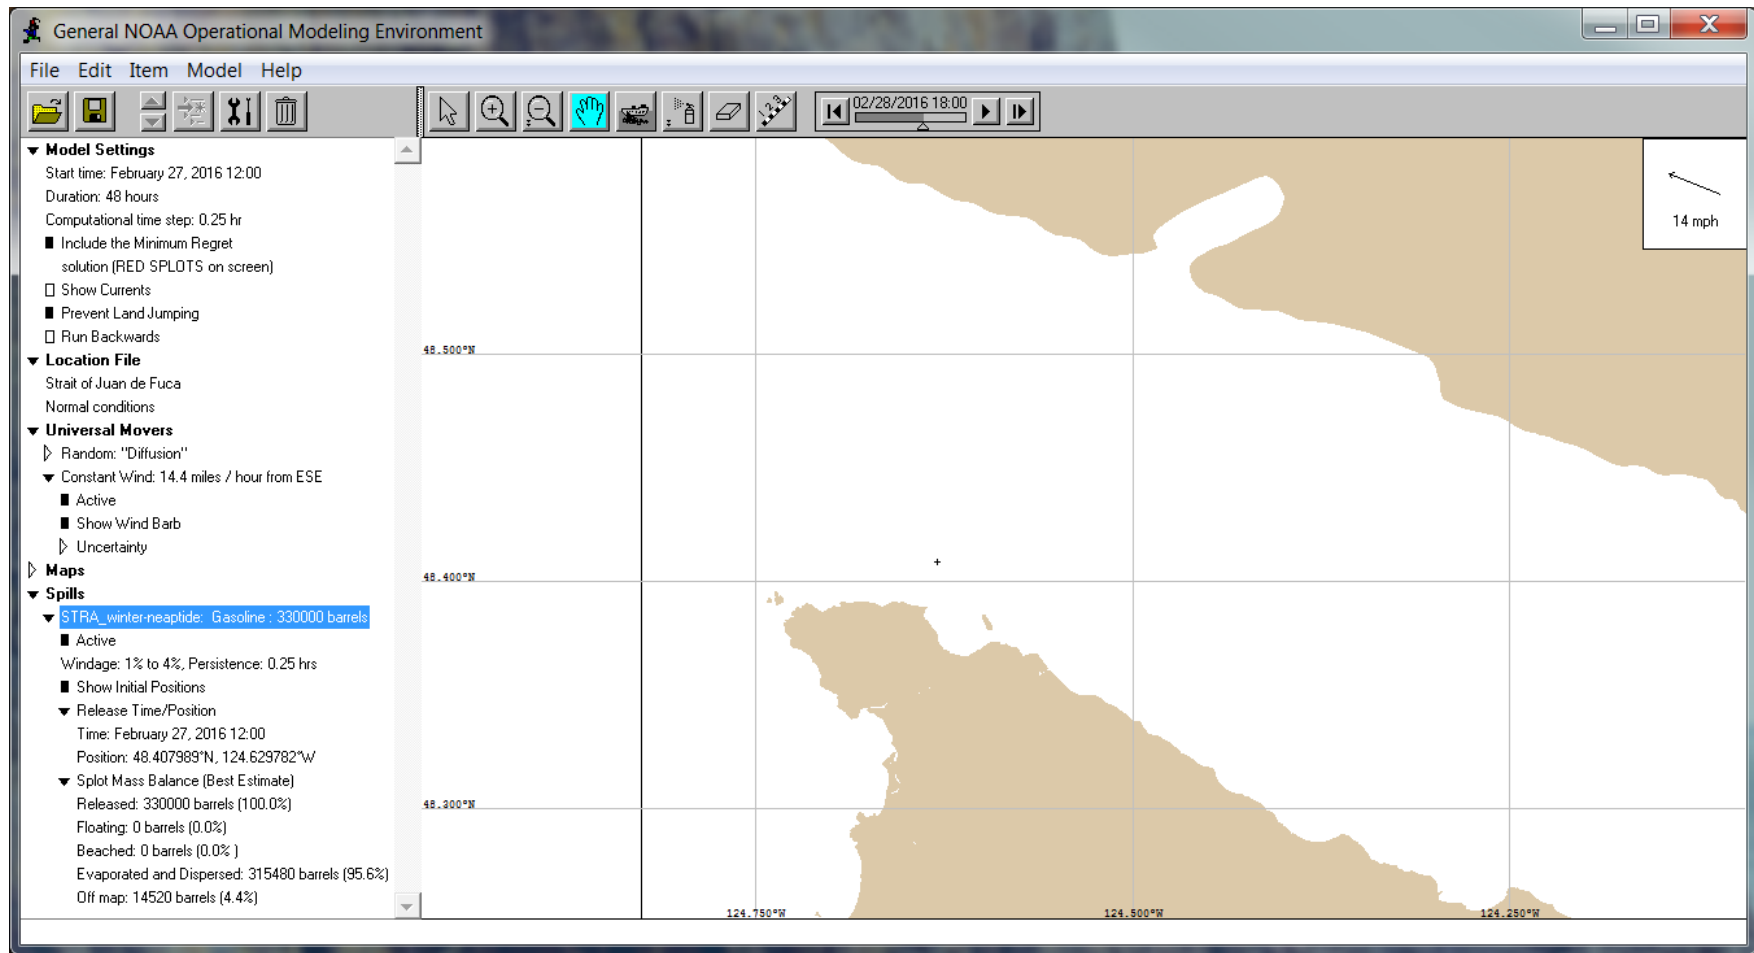 General NOAA Operational Modeling Environment
File Edit Item Model Help
02/28/2016 18:00
Model Settings
Start time: February 27, 2016 12:00
Duration: 48 hours
Computational time step: 0.25 hr
Include the Minimum Regret
solution (RED SPLOTS on screen)
Show Currents
Prevent Land Jumping
Run Backwards
Location File
Strait of Juan de Fuca
Normal conditions
Universal Movers
Random: "Diffusion"
Constant Wind: 14.4 miles / hour from ESE
Active
Show Wind Barb
Uncertainty
Maps
Spills
STRA_winter-neaptide: Gasoline : 330000 barrels
Active
Windage: 1% to 4%, Persistence: 0.25 hrs
Show Initial Positions
Release Time/Position
Time: February 27, 2016 12:00
Position: 48.407989°N, 124.629782°W
Splot Mass Balance (Best Estimate)
Released: 330000 barrels (100.0%)
Floating: 0 barrels (0.0%)
Beached: 0 barrels (0.0% )
Evaporated and Dispersed: 315480 barrels (95.6%)
Off map: 14520 barrels (4.4%)
14 mph
48.500°N
48.400°N
48.300°N
124.750°W 124.500°W 124.250°W